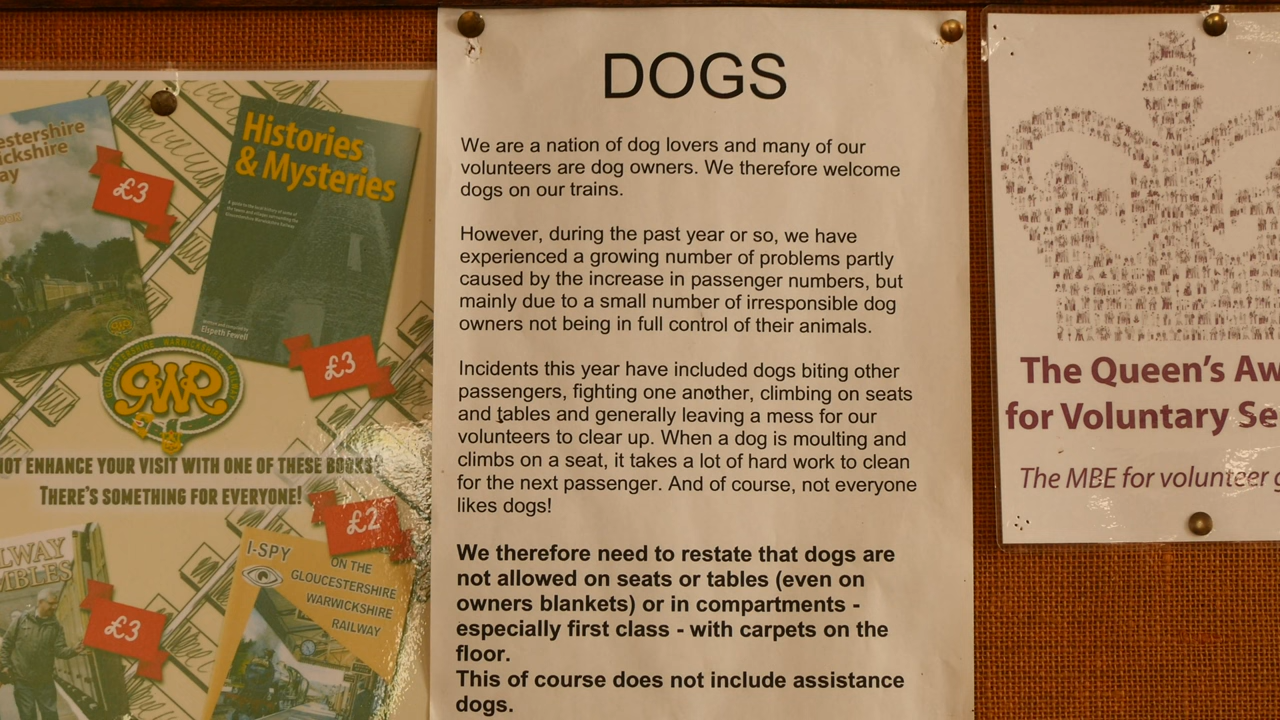 estershire
ickshire
ay
£3
Histories
& Mysteries
Elspeth Fewell
£3
GWR
NOT ENHANCE YOUR VISIT WITH ONE OF THESE BOOKS?
THERE'S SOMETHING FOR EVERYONE!
£2
LWAY
MBLES
£3
I-SPY
ON THE
GLOUCESTERSHIRE
WARWICKSHIRE
RAILWAY
DOGS
We are a nation of dog lovers and many of our
volunteers are dog owners. We therefore welcome
dogs on our trains.
However, during the past year or so, we have
experienced a growing number of problems partly
caused by the increase in passenger numbers, but
mainly due to a small number of irresponsible dog
owners not being in full control of their animals.
Incidents this year have included dogs biting other
passengers, fighting one another, climbing on seats
and tables and generally leaving a mess for our
volunteers to clear up. When a dog is moulting and
climbs on a seat, it takes a lot of hard work to clean
for the next passenger. And of course, not everyone
likes dogs!
We therefore need to restate that dogs are
not allowed on seats or tables (even on
owners blankets) or in compartments -
especially first class - with carpets on the
floor.
This of course does not include assistance
dogs.
The Queen's Aw
for Voluntary Se
The MBE for volunteer g